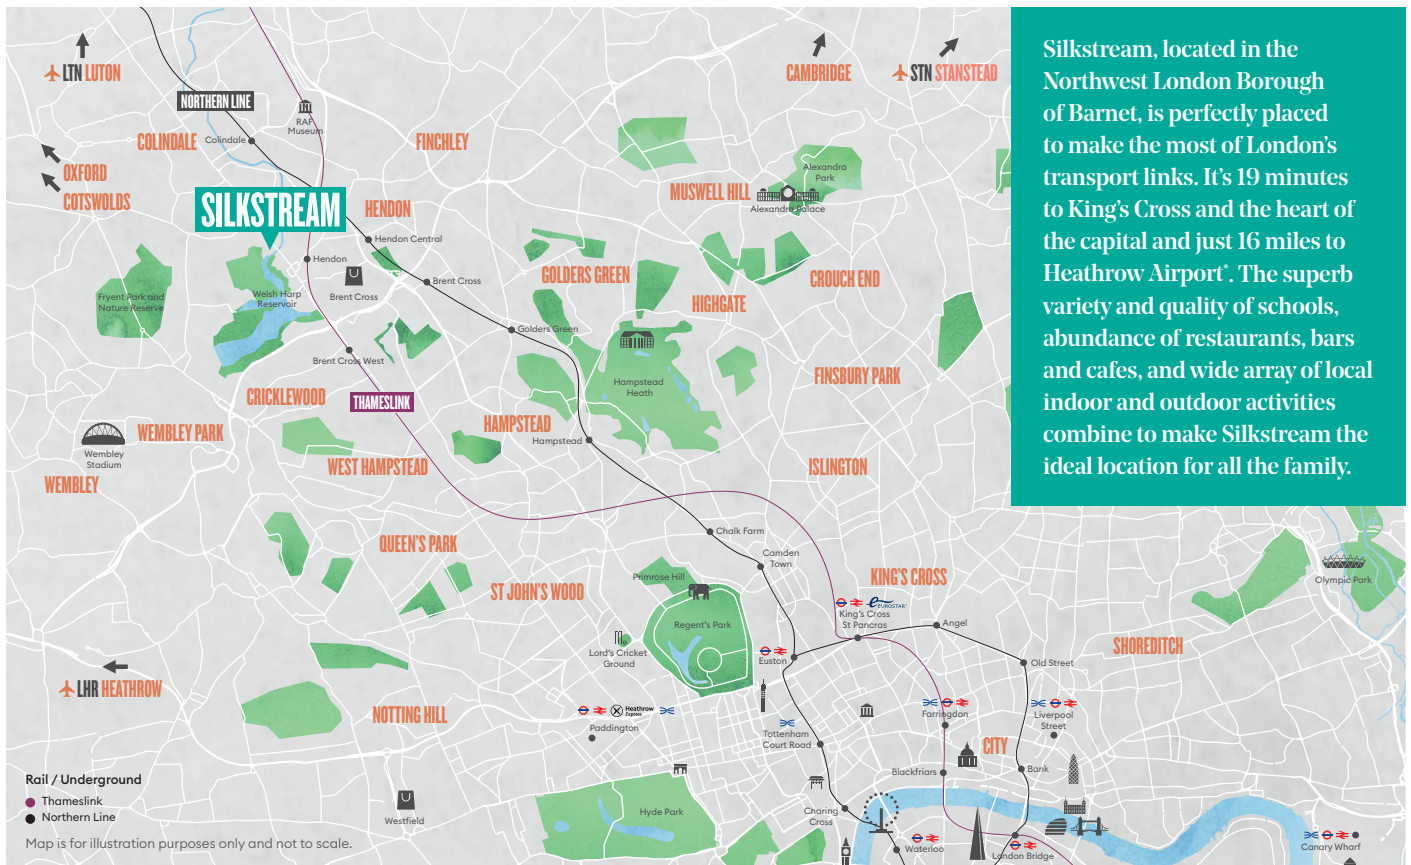 LTN LUTON
CAMBRIDGE
STN STANSTEAD
NORTHERN LINE
RAF
Museum
COLINDALE
Colindale
FINCHLEY
OXFORD
COTSWOLDS
Alexandra
Park
MUSWELL HILL
Alexandra Palace
SILKSTREAM
HENDON
Hendon Central
Hendon
Brent Cross
Brent Cross
GOLDERS GREEN
CROUCH END
HIGHGATE
Fryent Park and
Nature Reserve
Welsh Harp
Reservoir
Golders Green
Brent Cross West
CRICKLEWOOD
THAMESLINK
Hampstead
Heath
FINSBURY PARK
HAMPSTEAD
Hampstead
WEMBLEY PARK
Wembley
Stadium
WEMBLEY
WEST HAMPSTEAD
ISLINGTON
Chalk Farm
QUEEN'S PARK
Camden
Town
ST JOHN'S WOOD
Primrose Hill
KING'S CROSS
EUROSTAR
King's Cross
St Pancras
Olympic Park
Regent's Park
Angel
Lord's Cricket
Ground
Euston
Old Street
SHOREDITCH
LHR HEATHROW
NOTTING HILL
Heathrow
Express
Paddington
Tottenham
Court Road
Farringdon
Liverpool
Street
CITY
Blackfriars
Bank
Hyde Park
Charing
Cross
Westfield
Waterloo
London Bridge
Canary Wharf
Rail / Underground
Thameslink
Northern Line
Map is for illustration purposes only and not to scale.
Silkstream, located in the
Northwest London Borough
of Barnet, is perfectly placed
to make the most of London's
transport links. It's 19 minutes
to King's Cross and the heart of
the capital and just 16 miles to
Heathrow Airport*. The superb
variety and quality of schools,
abundance of restaurants, bars
and cafes, and wide array of local
indoor and outdoor activities
combine to make Silkstream the
ideal location for all the family.